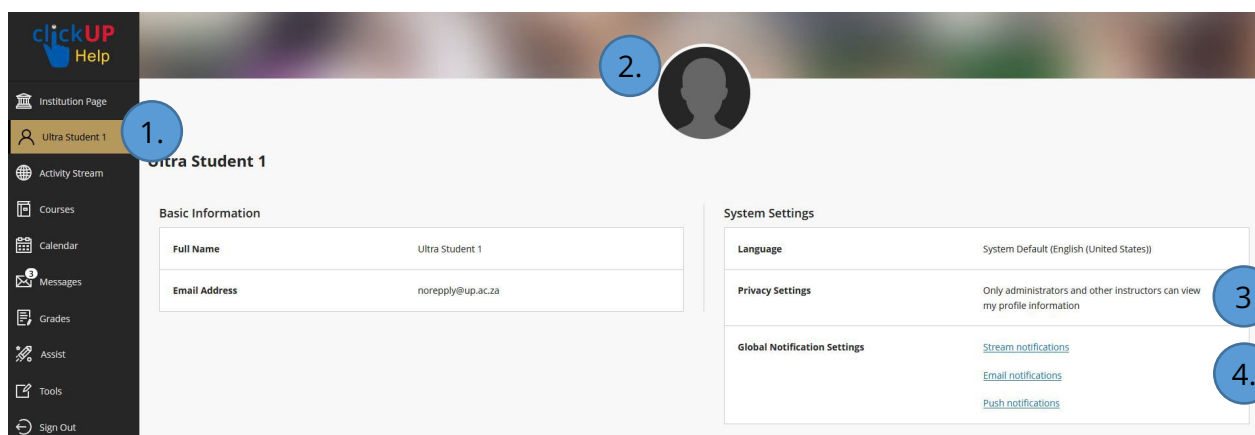 clickUP
Help
Institution Page
Ultra Student 1
Activity Stream
Courses
Calendar
3
Messages
Grades
Assist
Tools
Sign Out
1.
2.
Ultra Student 1
Basic Information
Full Name Ultra Student 1
Email Address norepply@up.ac.za
System Settings
Language System Default (English (United States))
Privacy Settings Only administrators and other instructors can view
my profile information
3
Global Notification Settings Stream notifications
Email notifications
Push notifications
4.